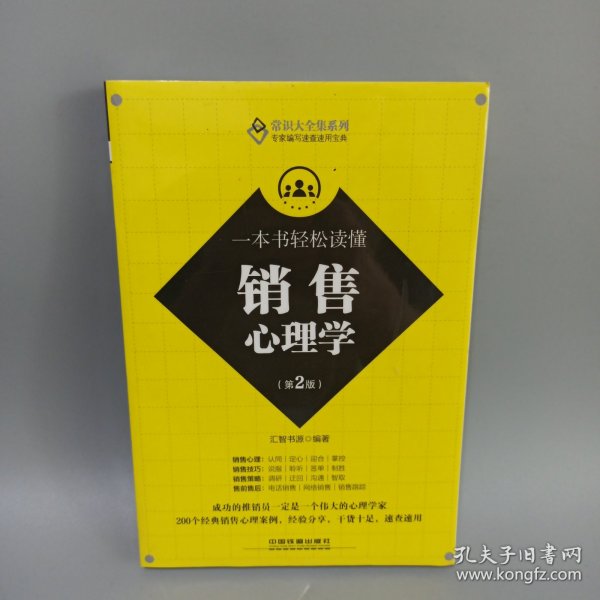 常识大全集系列
专家编写速查速用宝典
一本书轻松读懂
销售
心理学
(第2版)
汇智书源◎编著
销售心理：认同｜定心｜迎合｜掌控
销售技巧：说服｜聆听｜签单｜制胜
销售策略：调研｜迂回｜沟通｜智取
售前售后：电话销售｜网络销售｜销售跟踪
成功的推销员一定是一个伟大的心理学家
200个经典销售心理案例，经验分享，干货十足，速查速用
中国铁道出版社
孔夫子旧书网
www.kongfz.com